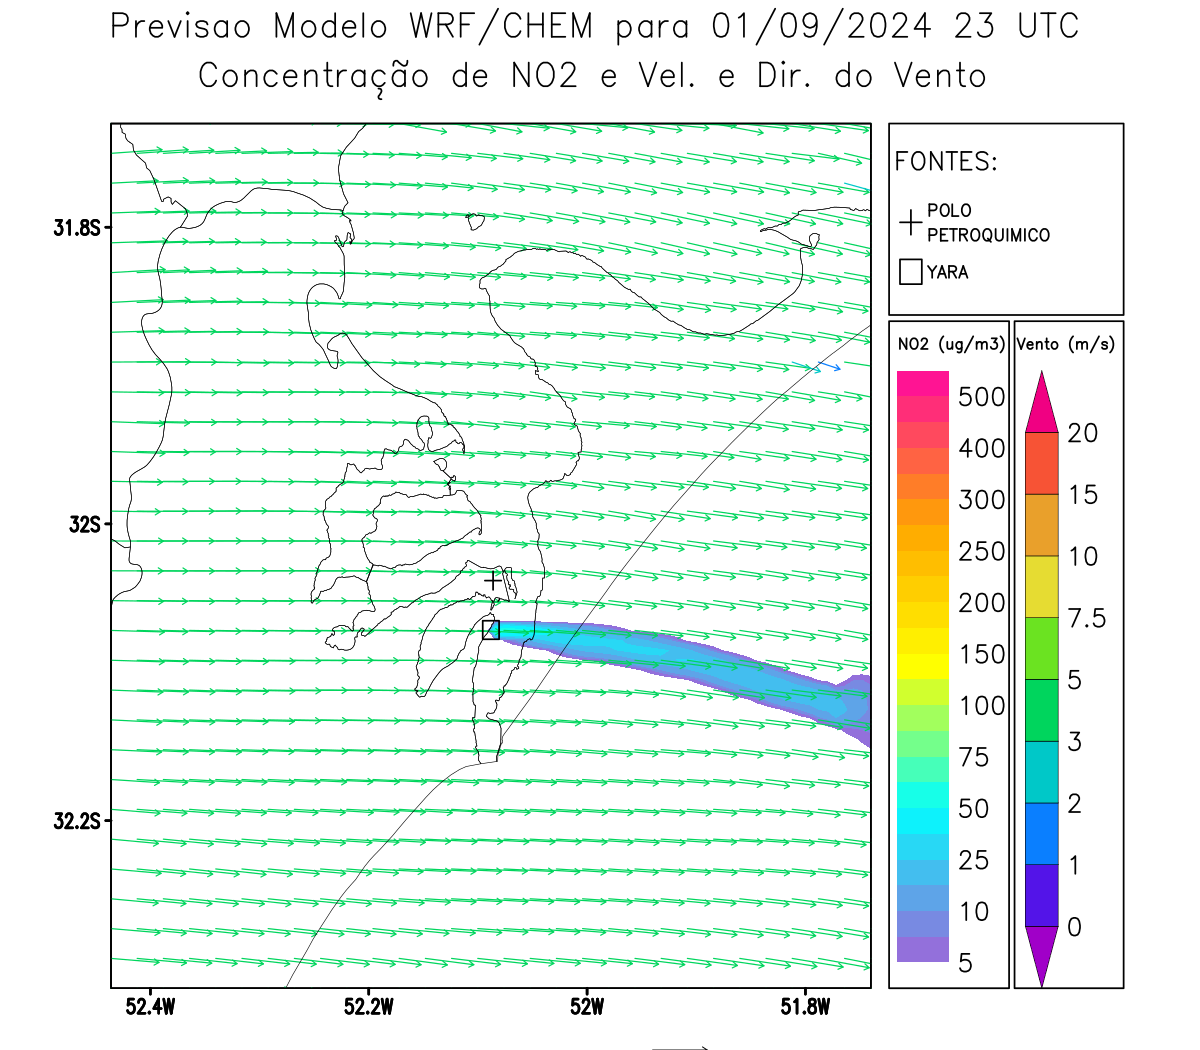 Previsao Modelo WRF/CHEM para 01/09/2024 23 UTC
Concentração de NO2 e Vel. e Dir. do Vento
FONTES:
POLO
PETROQUIMICO
YARA
NO2 (ug/m3)
500
400
300
250
200
150
100
75
50
25
10
5
Vento (m/s)
20
15
10
7.5
5
3
2
1
0
31.8S
32S
32.2S
52.4W
52.2W
52W
51.8W